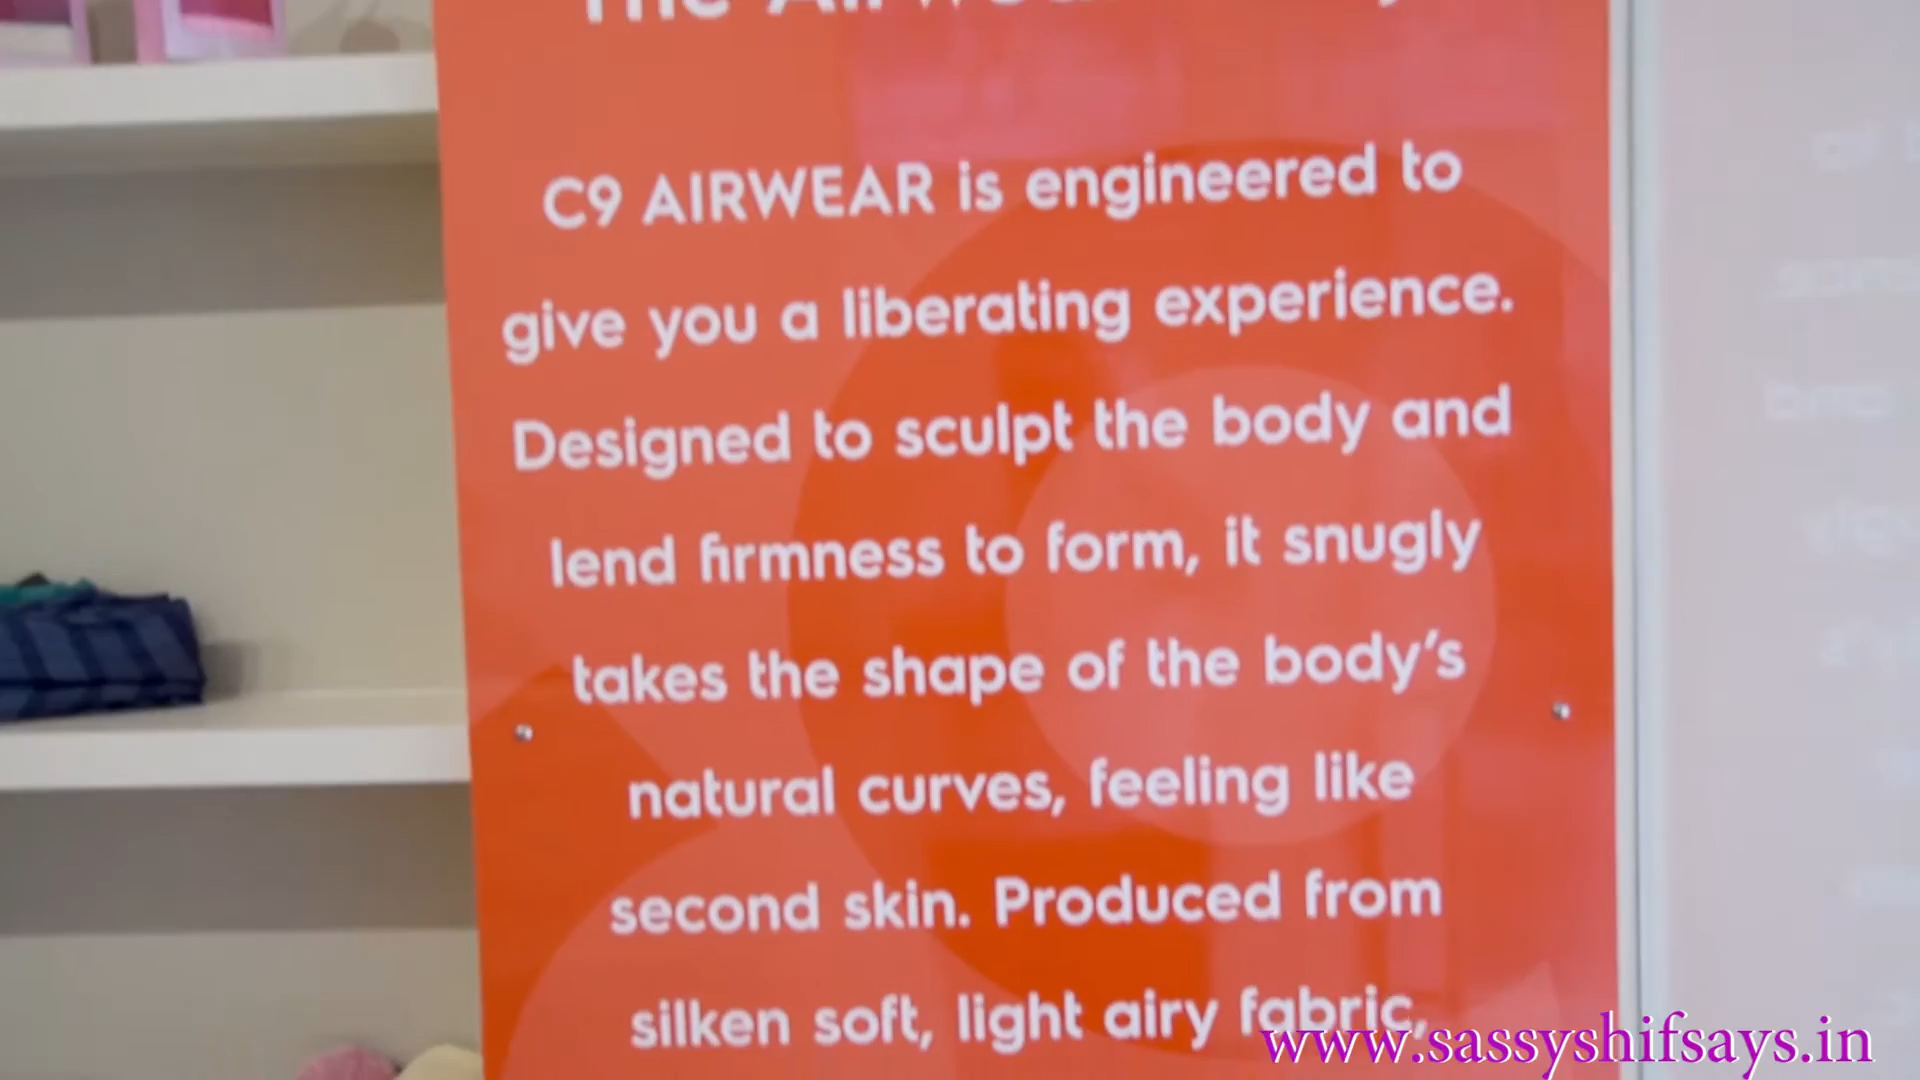 The Airwear
C9 AIRWEAR is engineered to
give you a liberating experience.
Designed to sculpt the body and
lend firmness to form, it snugly
takes the shape of the body's
natural curves, feeling like
second skin. Produced from
silken soft, light airy fabric,
www.sassyshifsays.in